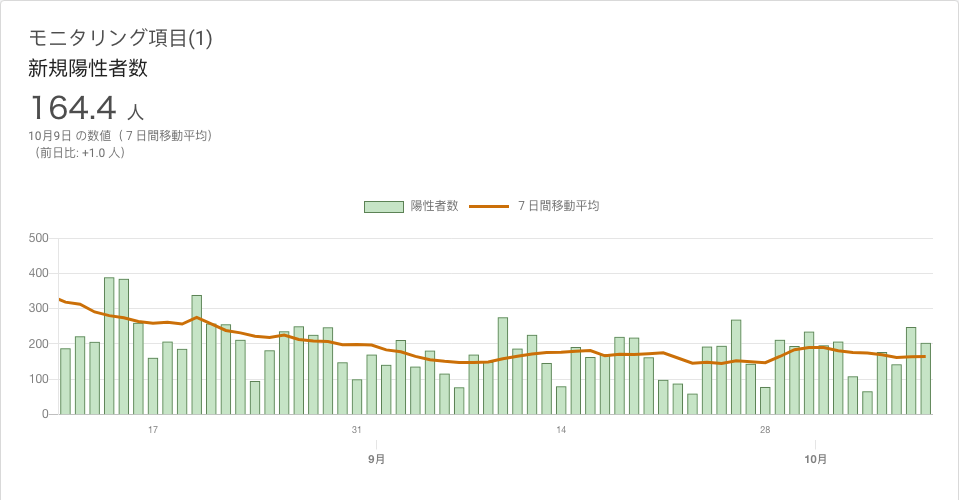 モニタリング項目(1)
新規陽性者数
164.4 人
10月9日 の数値（７日間移動平均）
（前日比: +1.0 人）
陽性者数 ７日間移動平均
500
400
300
200
100
0
17 31 14 28
9月 10月